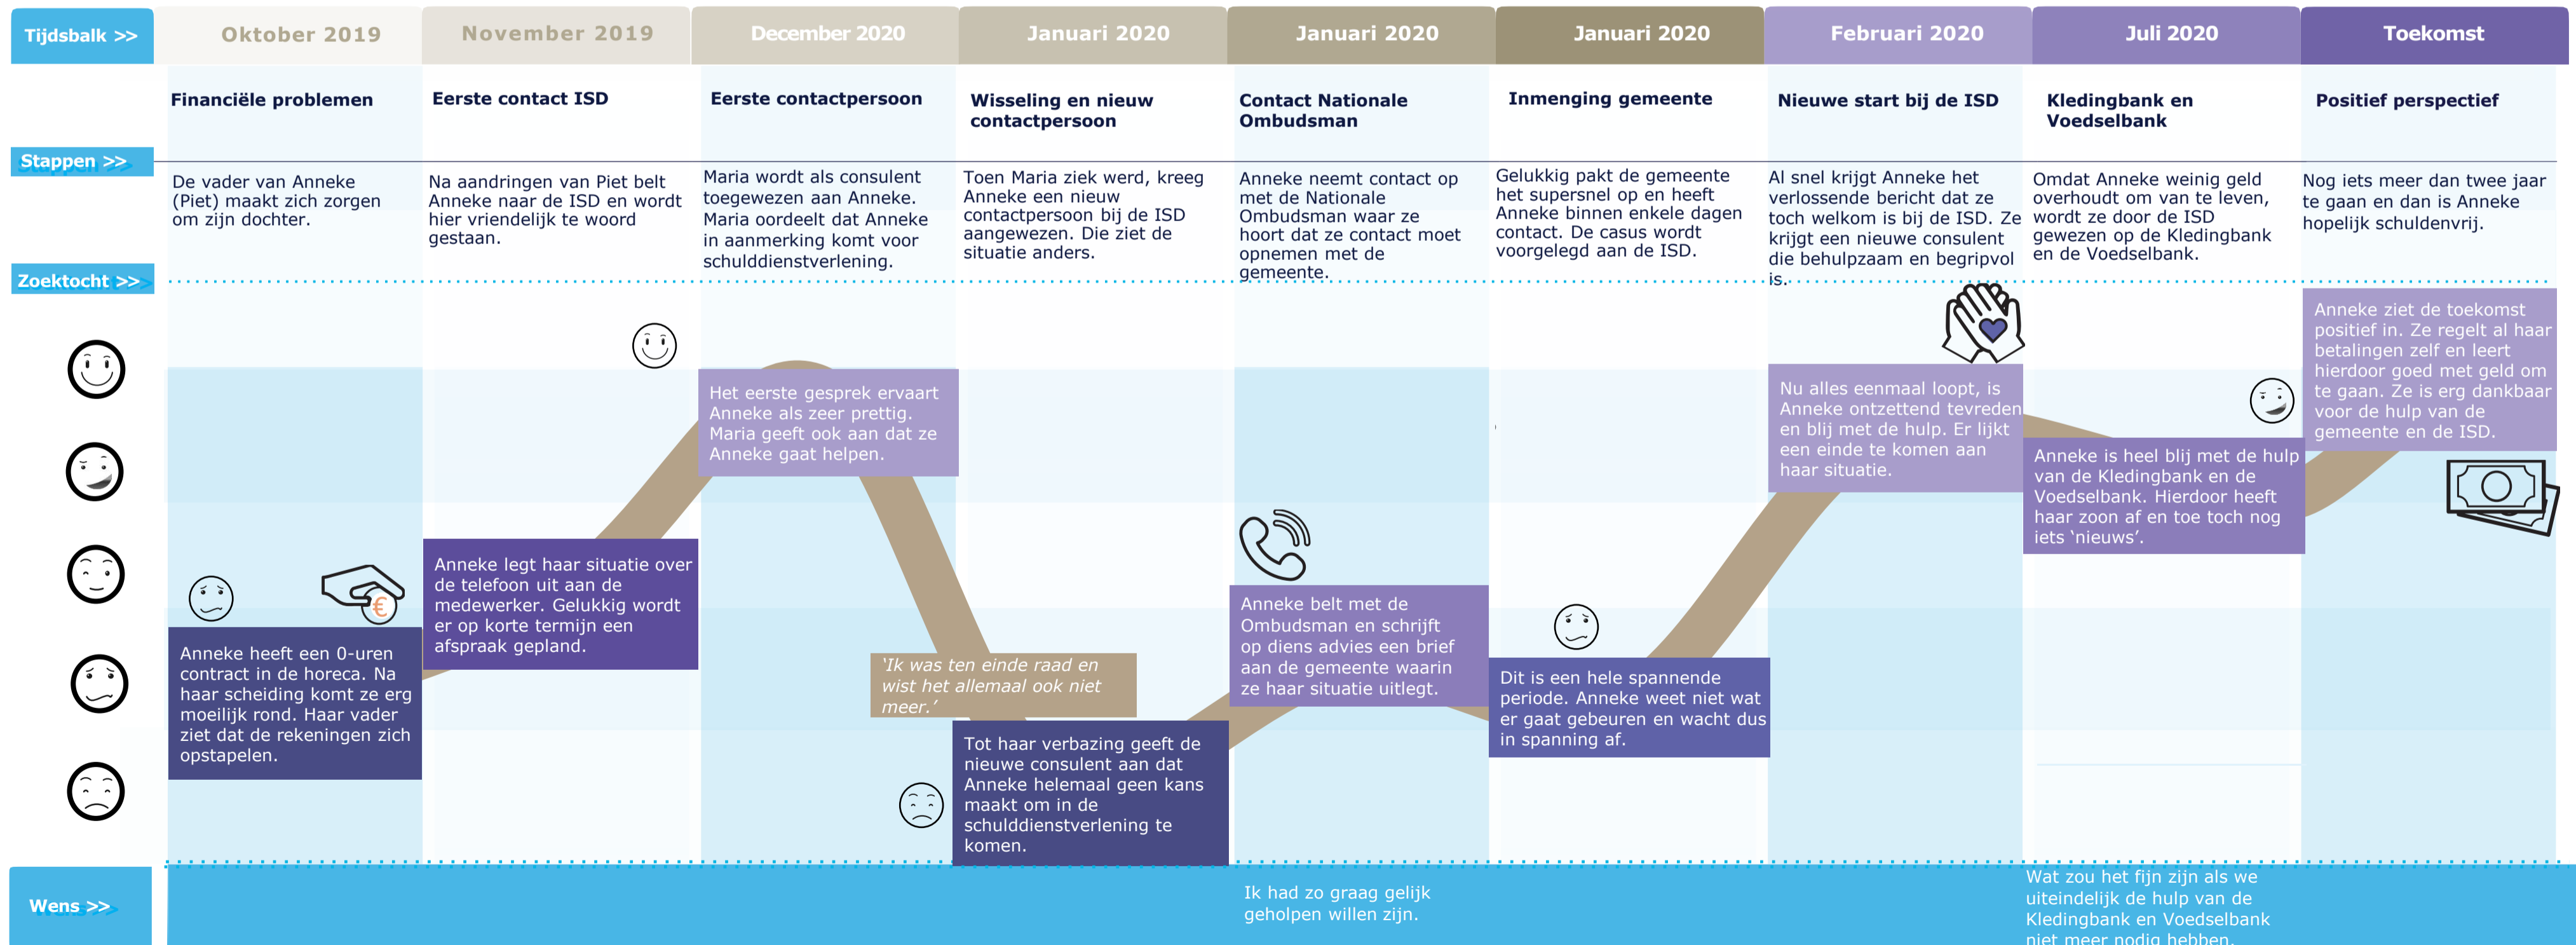 Tijdsbalk >>
Oktober 2019
November 2019
December 2020
Januari 2020
Januari 2020
Januari 2020
Februari 2020
Juli 2020
Toekomst
Financiële problemen
Eerste contact ISD
Eerste contactpersoon
Wisseling en nieuw
contactpersoon
Contact Nationale
Ombudsman
Inmenging gemeente
Nieuwe start bij de ISD
Kledingbank en
Voedselbank
Positief perspectief
Stappen >>
De vader van Anneke
(Piet) maakt zich zorgen
om zijn dochter.
Na aandringen van Piet belt
Anneke naar de ISD en wordt
hier vriendelijk te woord
gestaan.
Maria wordt als consulent
toegewezen aan Anneke.
Maria oordeelt dat Anneke
in aanmerking komt voor
schulddienstverlening.
Toen Maria ziek werd, kreeg
Anneke een nieuw
contactpersoon bij de ISD
aangewezen. Die ziet de
situatie anders.
Anneke neemt contact op
met de Nationale
Ombudsman waar ze
hoort dat ze contact moet
opnemen met de
gemeente.
Gelukkig pakt de gemeente
het supersnel op en heeft
Anneke binnen enkele dagen
contact. De casus wordt
voorgelegd aan de ISD.
Al snel krijgt Anneke het
verlossende bericht dat ze
toch welkom is bij de ISD. Ze
krijgt een nieuwe consulent
die behulpzaam en begripvol
is.
Omdat Anneke weinig geld
overhoudt om van te leven,
wordt ze door de ISD
gewezen op de Kledingbank
en de Voedselbank.
Nog iets meer dan twee jaar
te gaan en dan is Anneke
hopelijk schuldenvrij.
Zoektocht >>
Anneke heeft een 0-uren
contract in de horeca. Na
haar scheiding komt ze erg
moeilijk rond. Haar vader
ziet dat de rekeningen zich
opstapelen.
€
Anneke legt haar situatie over
de telefoon uit aan de
medewerker. Gelukkig wordt
er op korte termijn een
afspraak gepland.
Het eerste gesprek ervaart
Anneke als zeer prettig.
Maria geeft ook aan dat ze
Anneke gaat helpen.
‘Ik was ten einde raad en
wist het allemaal ook niet
meer.’
Tot haar verbazing geeft de
nieuwe consulent aan dat
Anneke helemaal geen kans
maakt om in de
schulddienstverlening te
komen.
Anneke belt met de
Ombudsman en schrijft
op diens advies een brief
aan de gemeente waarin
ze haar situatie uitlegt.
Dit is een hele spannende
periode. Anneke weet niet wat
er gaat gebeuren en wacht dus
in spanning af.
Nu alles eenmaal loopt, is
Anneke ontzettend tevreden
en blij met de hulp. Er lijkt
een einde te komen aan
haar situatie.
Anneke is heel blij met de hulp
van de Kledingbank en de
Voedselbank. Hierdoor heeft
haar zoon af en toe toch nog
iets ‘nieuws’.
Anneke ziet de toekomst
positief in. Ze regelt al haar
betalingen zelf en leert
hierdoor goed met geld om
te gaan. Ze is erg dankbaar
voor de hulp van de
gemeente en de ISD.
Wens >>
Ik had zo graag gelijk
geholpen willen zijn.
Wat zou het fijn zijn als we
uiteindelijk de hulp van de
Kledingbank en Voedselbank
niet meer nodig hebben.